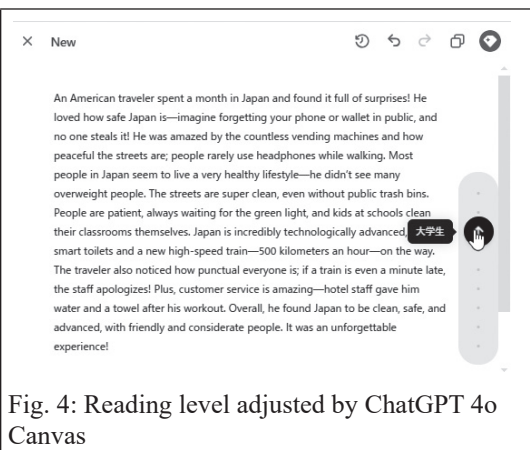 New
An American traveler spent a month in Japan and found it full of surprises! He
loved how safe Japan is—imagine forgetting your phone or wallet in public, and
no one steals it! He was amazed by the countless vending machines and how
peaceful the streets are; people rarely use headphones while walking. Most
people in Japan seem to live a very healthy lifestyle—he didn't see many
overweight people. The streets are super clean, even without public trash bins.
People are patient, always waiting for the green light, and kids at schools clean
their classrooms themselves. Japan is incredibly technologically advanced,
大学生
smart toilets and a new high-speed train—500 kilometers an hour—on the way.
The traveler also noticed how punctual everyone is; if a train is even a minute late,
the staff apologizes! Plus, customer service is amazing—hotel staff gave him
water and a towel after his workout. Overall, he found Japan to be clean, safe, and
advanced, with friendly and considerate people. It was an unforgettable
experience!
Fig. 4: Reading level adjusted by ChatGPT 4o
Canvas